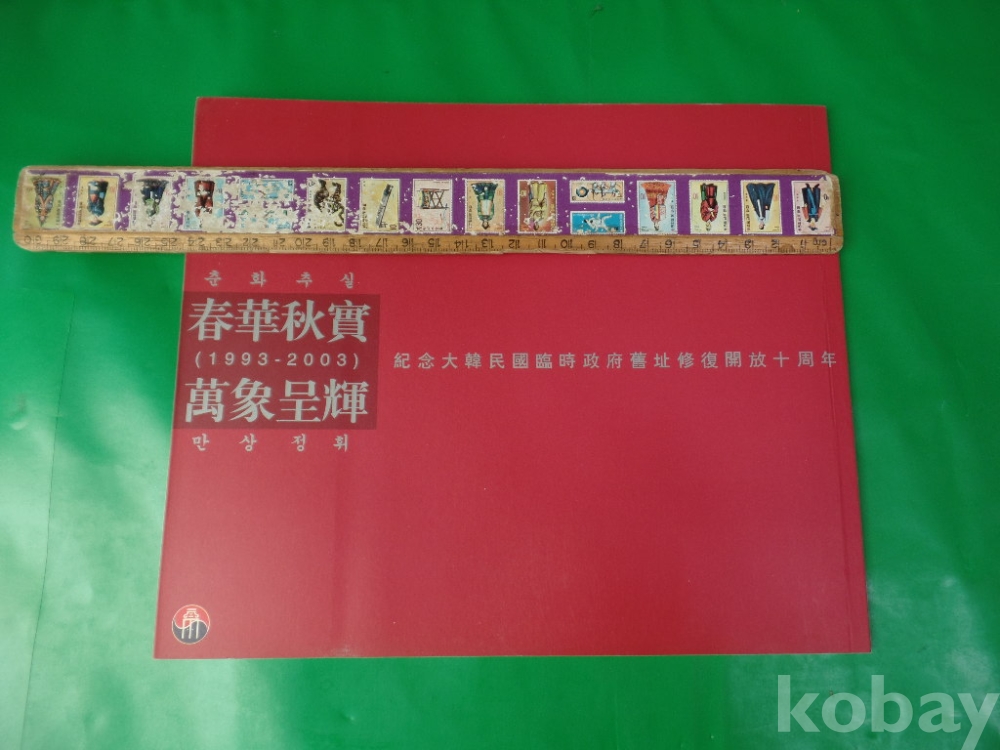 춘화추실
春華秋實
(1993-2003)
萬象呈輝
만상정휘
紀念大韓民國臨時政府舊址修復開放十周年
kobay